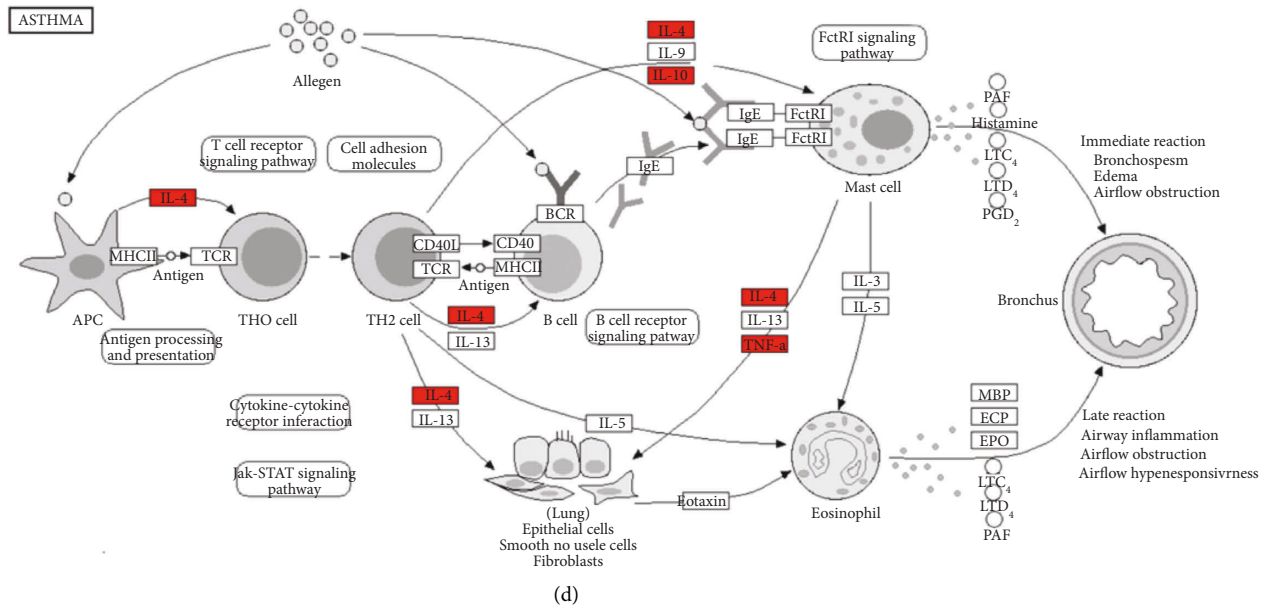 ASTHMA
Allegen
IL-4
IL-9
IL-10
FctRI signaling
pathway
T cell receptor
signaling pathway
Cell adhesion
molecules
IgE
FctRI
IgE
FctRI
IgE
Mast cell
PAF
Histamine
LTC4
LTD4
PGD2
Immediate reaction
Bronchospesm
Edema
Airflow obstruction
IL-4
BCR
MHCII
TCR
Antigen
CD40L
CD40
TCR
MHCII
Antigen
APC
THO cell
TH2 cell
B cell
IL-4
IL-13
Antigen processing
and presentation
B cell receptor
signaling patway
IL-4
IL-13
TNF-a
IL-3
IL-5
Bronchus
Cytokine-cytokine
receptor inferaction
IL-4
IL-13
IL-5
Jak-STAT signaling
pathway
Eotaxin
(Lung)
Epithelial cells
Smooth no usele cells
Fibroblasts
Eosinophil
MBP
ECP
EPO
LTC4
LTD4
PAF
Late reaction
Airway inflammation
Airflow obstruction
Airflow hypenesponsivrness
(d)